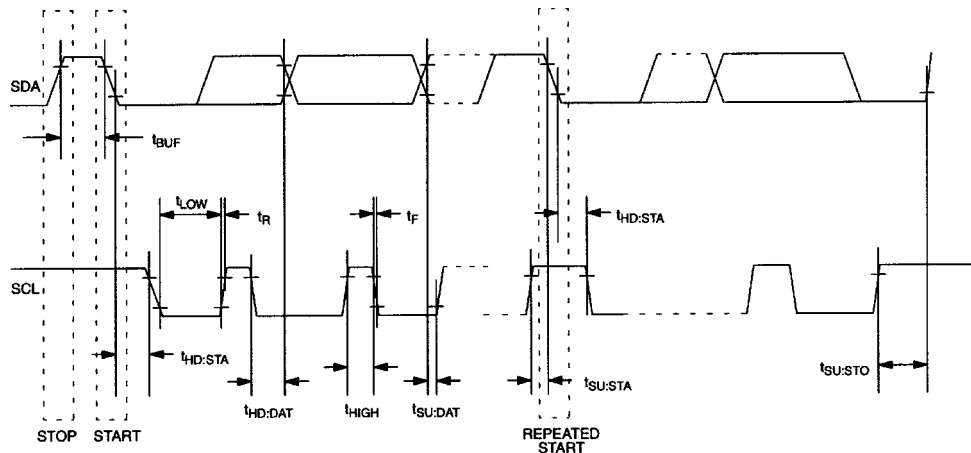 SDA
tBUF
tLOW
tR
tF
tHD:STA
SCL
tHD:STA
tHD:DAT
tHIGH
tSU:DAT
tSU:STA
tSU:STO
STOP
START
REPEATED
START